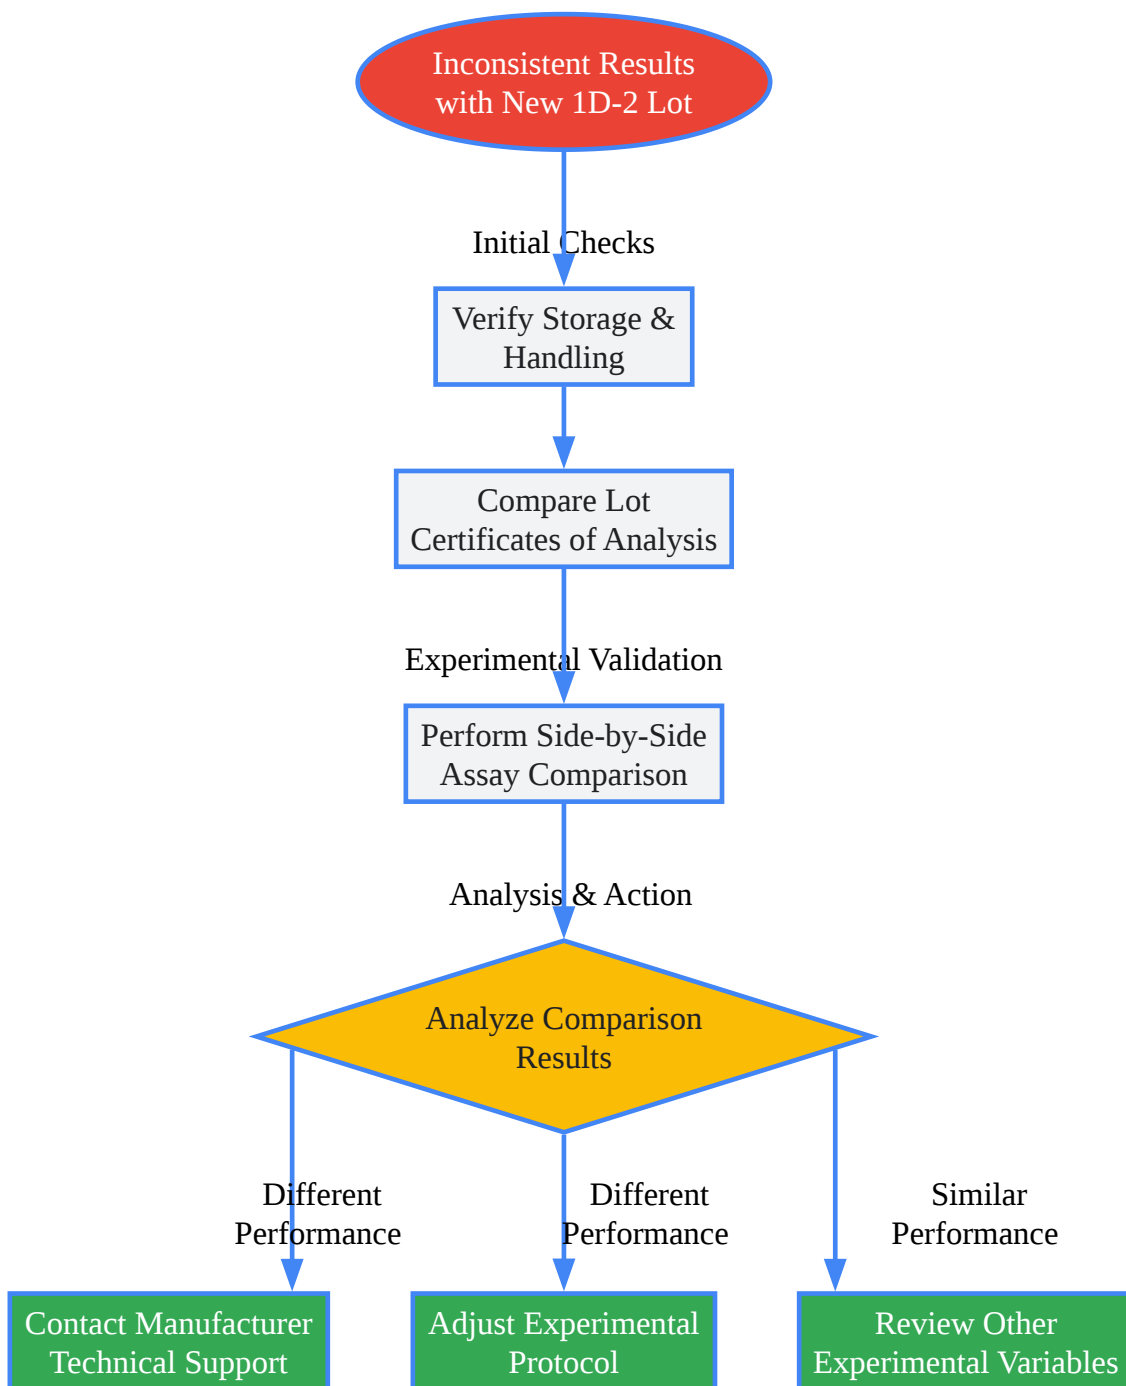 Inconsistent Results
with New 1D-2 Lot
Initial Checks
Verify Storage &
Handling
Compare Lot
Certificates of Analysis
Experimental Validation
Perform Side-by-Side
Assay Comparison
Analysis & Action
Analyze Comparison
Results
Different
Performance
Different
Performance
Similar
Performance
Contact Manufacturer
Technical Support
Adjust Experimental
Protocol
Review Other
Experimental Variables